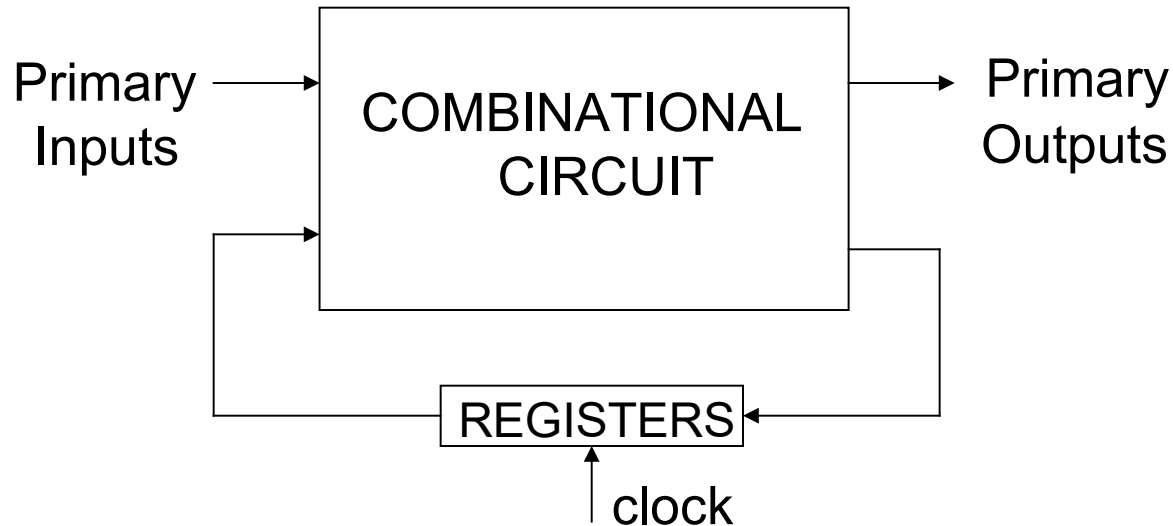 Primary
Inputs
COMBINATIONAL
CIRCUIT
Primary
Outputs
REGISTERS
clock